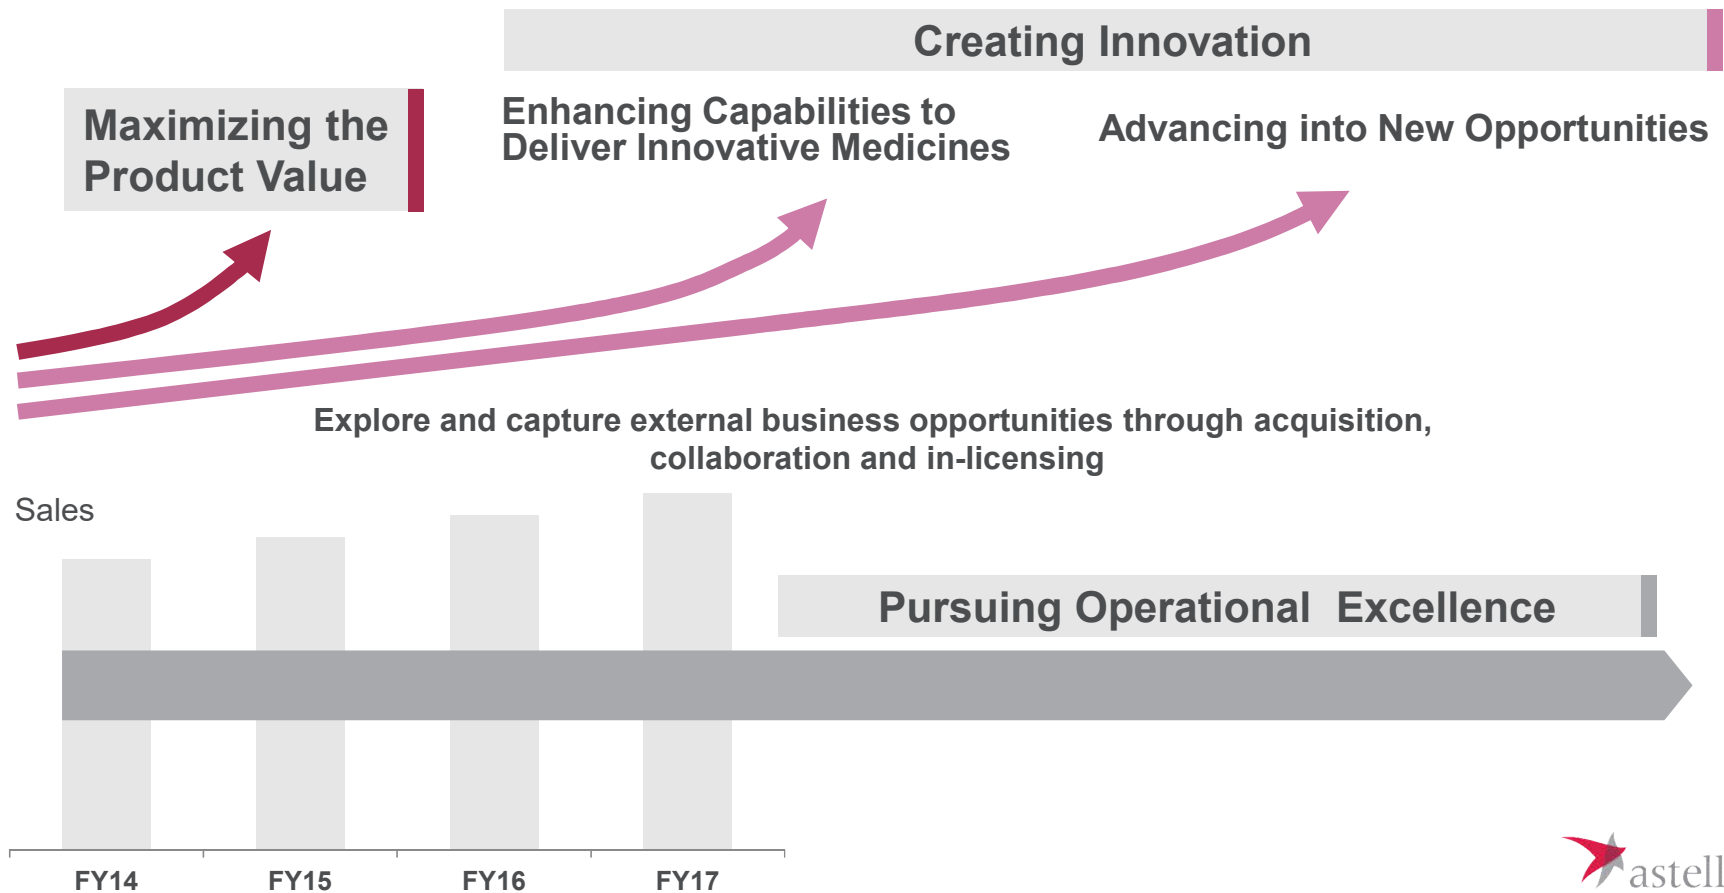 Creating Innovation
Maximizing the
Product Value
Enhancing Capabilities to
Deliver Innovative Medicines
Advancing into New Opportunities
Explore and capture external business opportunities through acquisition,
collaboration and in-licensing
Sales
Pursuing Operational Excellence
FY14
FY15
FY16
FY17
astell